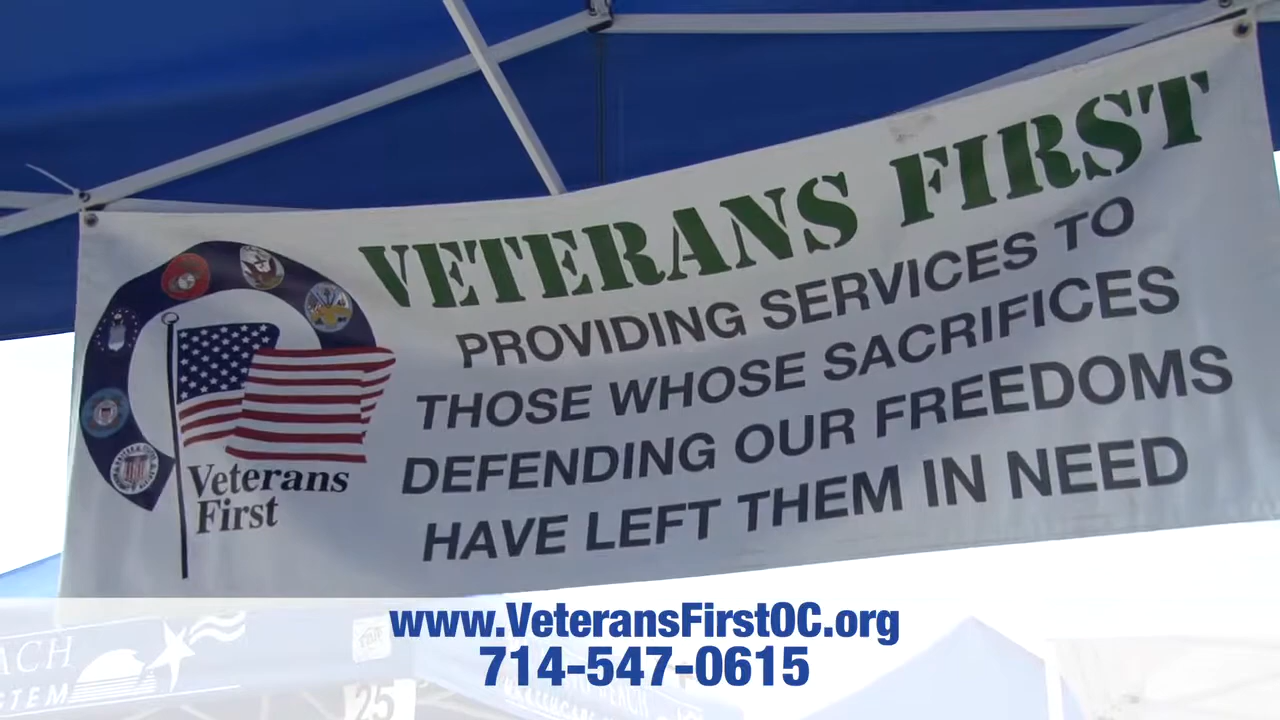 VETERANS FIRST
PROVIDING SERVICES TO
THOSE WHOSE SACRIFICES
DEFENDING OUR FREEDOMS
HAVE LEFT THEM IN NEED
Veterans
First
www.VeteransFirstOC.org
714-547-0615
25